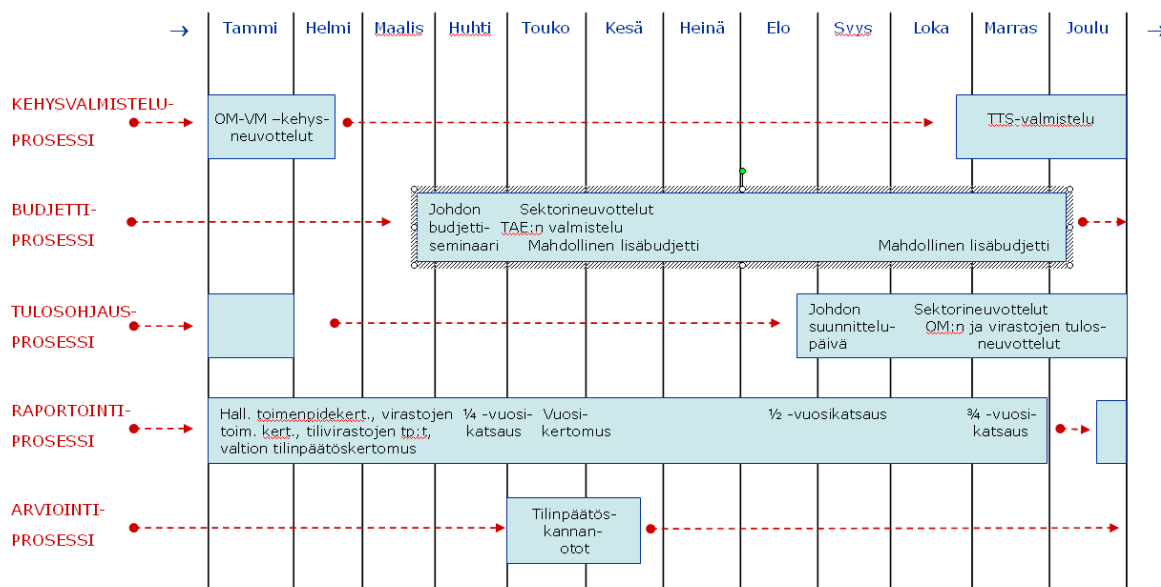 → Tammi Helmi Maalis Huhti Touko Kesä Heinä Elo Syys Loka Marras Joulu →
KEHYSVALMISTELU-
PROSESSI
OM-VM –kehys-
neuvottelut
TTS-valmistelu
BUDJETTI-
PROSESSI
Johdon Sektorineuvottelut
budjetti- TAE:n valmistelu
seminaari Mahdollinen lisäbudjetti Mahdollinen lisäbudjetti
TULOSOHJAUS-
PROSESSI
Johdon Sektorineuvottelut
suunnittelu- OM:n ja virastojen tulos-
päivä neuvottelut
RAPORTOINTI-
PROSESSI
Hall. toimenpidekert., virastojen ¼ -vuosi- Vuosi- ½ -vuosikatsaus ¾ -vuosi-
toim. kert., tilivirastojen tp:t, katsaus kertomus katsaus
valtion tilinpäätöskertomus
ARVIOINTI-
PROSESSI
Tilinpäätös-
kannan-
otot